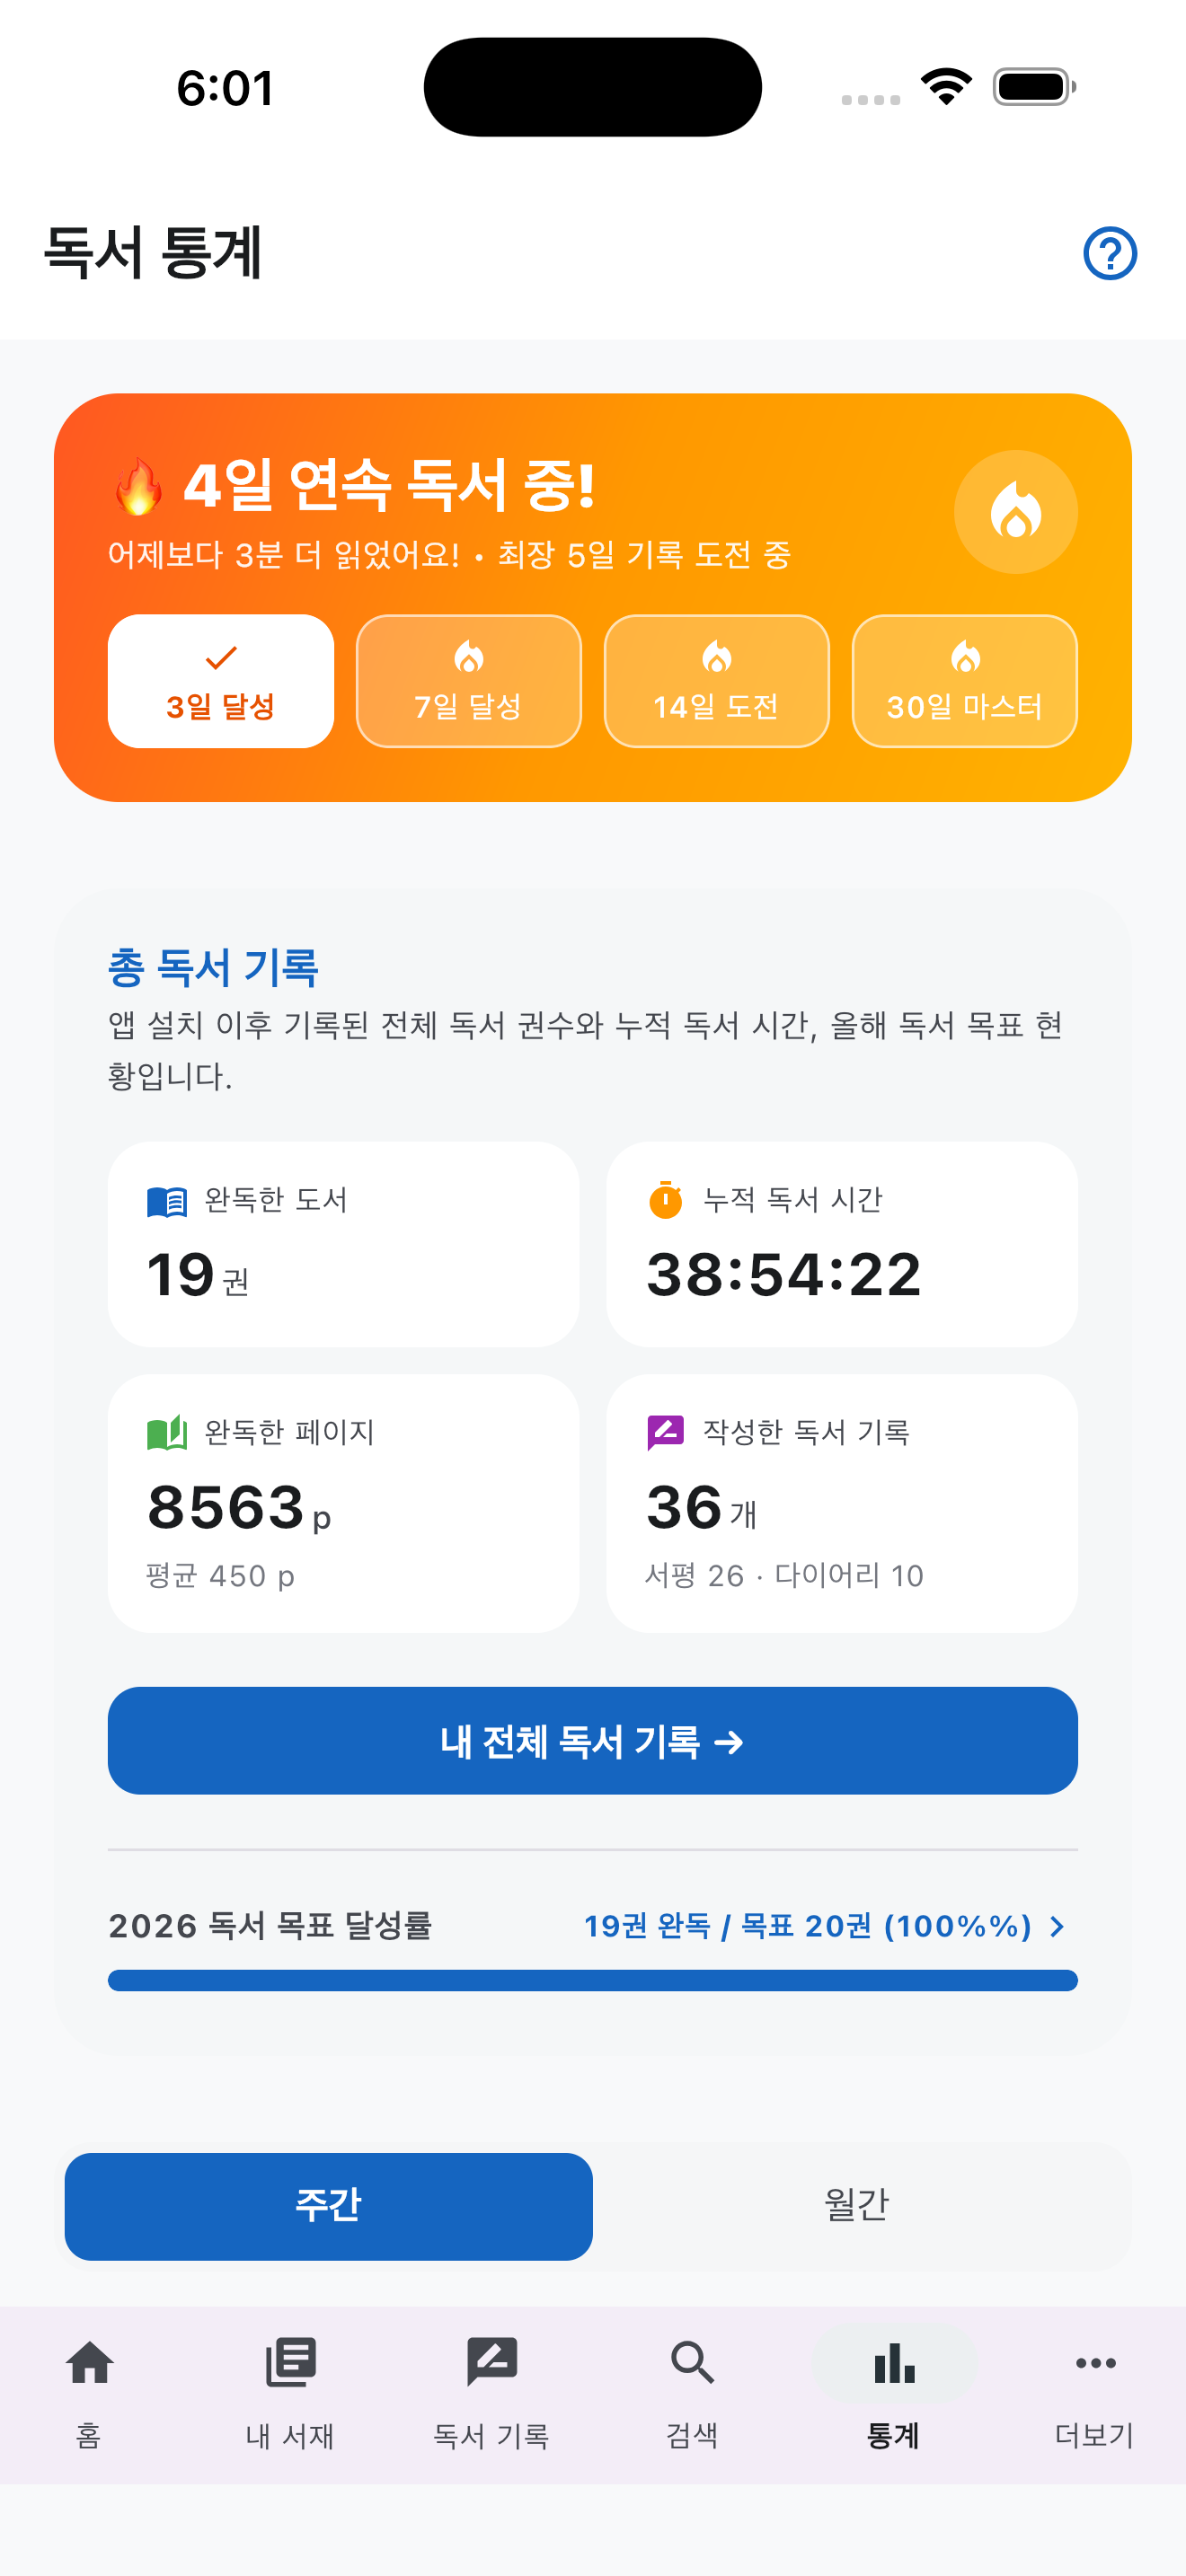 6:01
독서 통계
🔥 4일 연속 독서 중!
어제보다 3분 더 읽었어요! • 최장 5일 기록 도전 중
3일 달성
7일 달성
14일 도전
30일 마스터
총 독서 기록
앱 설치 이후 기록된 전체 독서 권수와 누적 독서 시간, 올해 독서 목표 현
황입니다.
완독한 도서
19 권
누적 독서 시간
38:54:22
완독한 페이지
8563 p
평균 450 p
작성한 독서 기록
36 개
서평 26 · 다이어리 10
내 전체 독서 기록 →
2026 독서 목표 달성률
19권 완독 / 목표 20권 (100%%) >
주간
월간
홈
내 서재
독서 기록
검색
통계
더보기